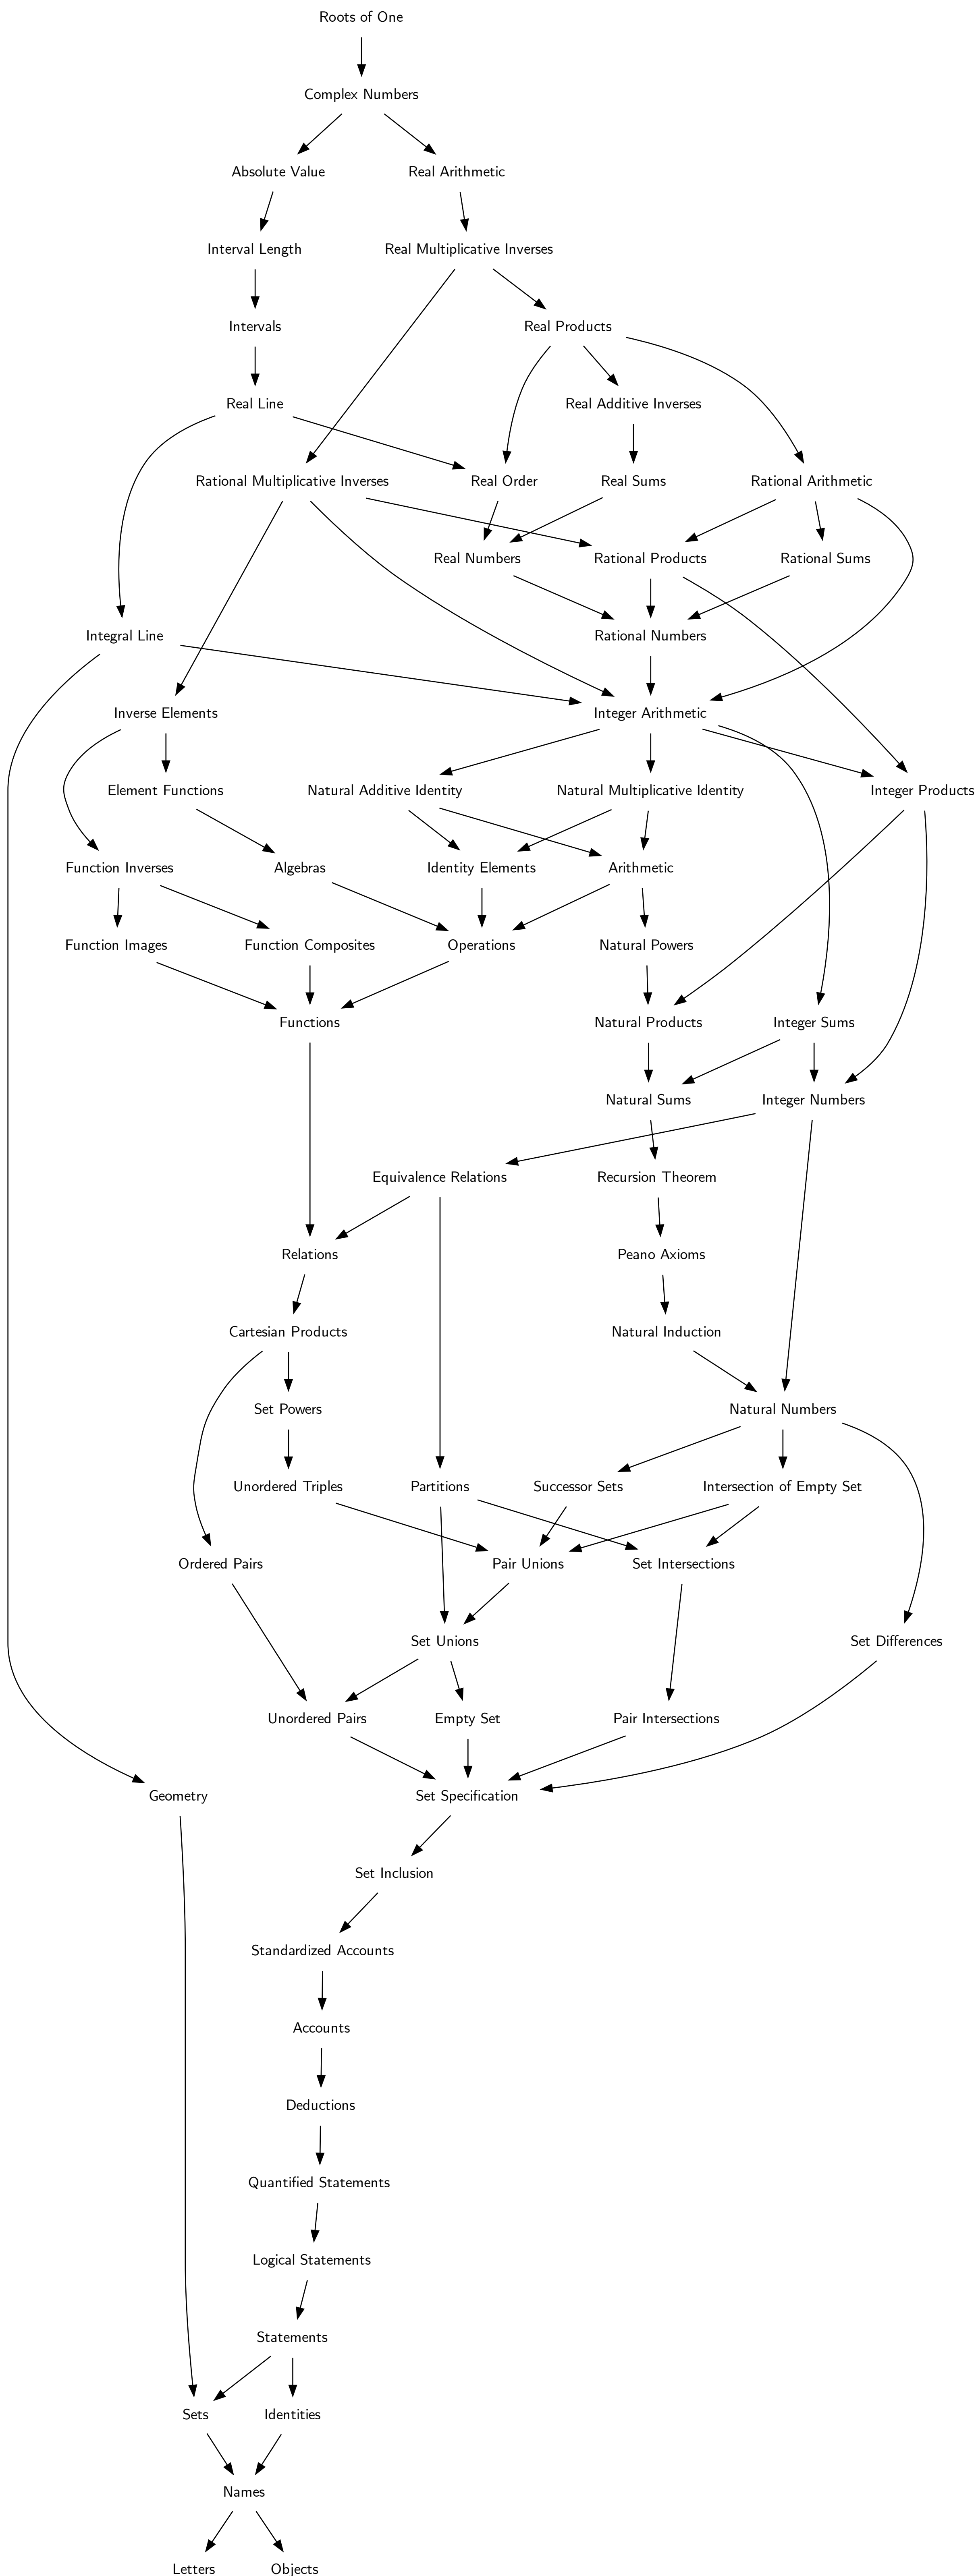 Roots of One
Complex Numbers
Absolute Value
Real Arithmetic
Interval Length
Real Multiplicative Inverses
Intervals
Real Products
Real Line
Real Additive Inverses
Rational Multiplicative Inverses
Real Order
Real Sums
Rational Arithmetic
Real Numbers
Rational Products
Rational Sums
Integral Line
Rational Numbers
Inverse Elements
Integer Arithmetic
Element Functions
Natural Additive Identity
Natural Multiplicative Identity
Integer Products
Function Inverses
Algebras
Identity Elements
Arithmetic
Function Images
Function Composites
Operations
Natural Powers
Functions
Natural Products
Integer Sums
Natural Sums
Integer Numbers
Equivalence Relations
Recursion Theorem
Relations
Peano Axioms
Cartesian Products
Natural Induction
Set Powers
Natural Numbers
Unordered Triples
Partitions
Successor Sets
Intersection of Empty Set
Ordered Pairs
Pair Unions
Set Intersections
Set Unions
Set Differences
Unordered Pairs
Empty Set
Pair Intersections
Geometry
Set Specification
Set Inclusion
Standardized Accounts
Accounts
Deductions
Quantified Statements
Logical Statements
Statements
Sets
Identities
Names
Letters
Objects